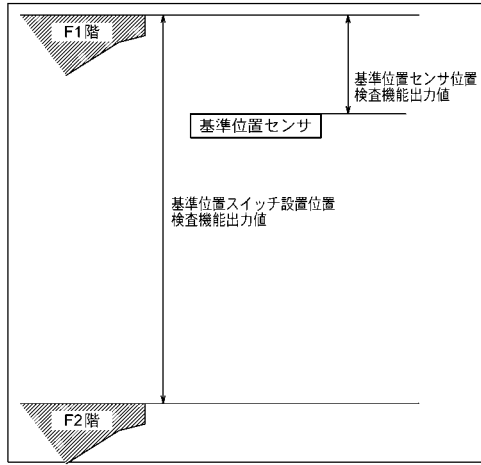 F1階
基準位置センサ位置
検査機能出力値
基準位置センサ
基準位置スイッチ設置位置
検査機能出力値
F2階